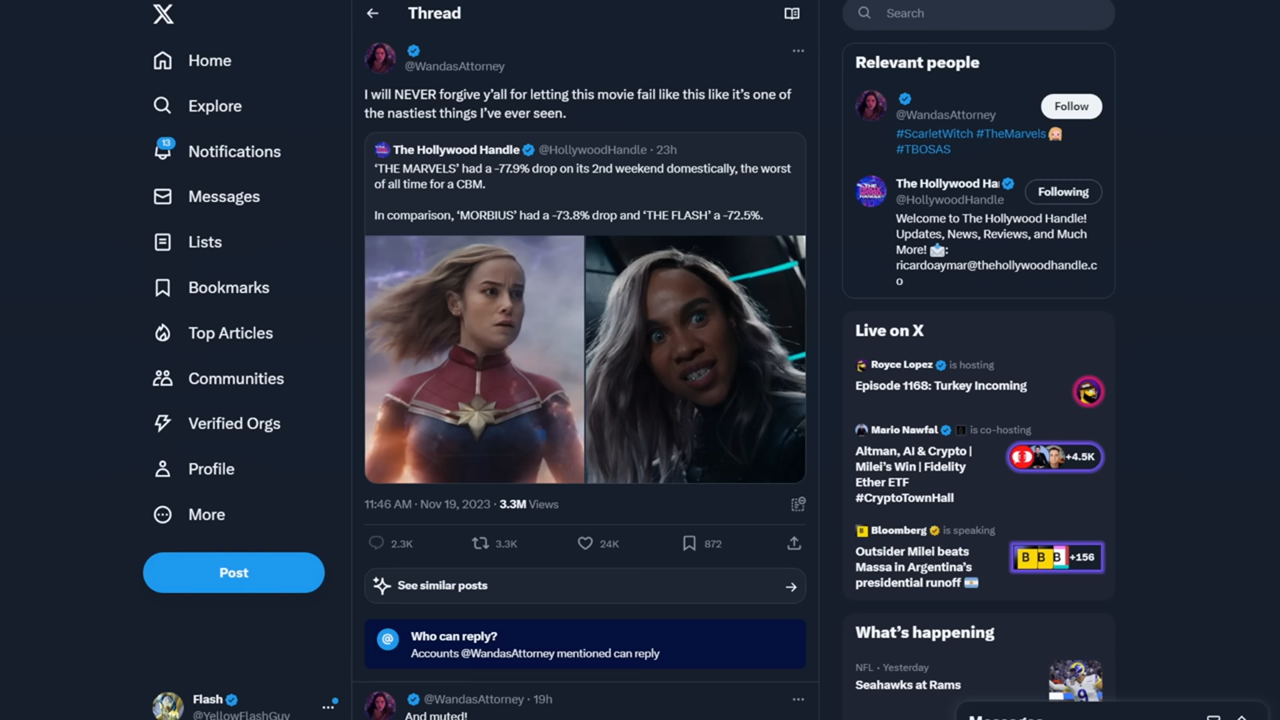 Home
Explore
13
Notifications
Messages
Lists
Bookmarks
Top Articles
Communities
Verified Orgs
Profile
More
Post
Flash
@YellowFlashGuy
Thread
@WandasAttorney
I will NEVER forgive y’all for letting this movie fail like this like it’s one of
the nastiest things I’ve ever seen.
The Hollywood Handle @HollywoodHandle · 23h
‘THE MARVELS’ had a -77.9% drop on its 2nd weekend domestically, the worst
of all time for a CBM.
In comparison, ‘MORBIUS’ had a -73.8% drop and ‘THE FLASH’ a -72.5%.
11:46 AM · Nov 19, 2023 · 3.3M Views
2.3K 3.3K 24K 872
See similar posts
Who can reply?
Accounts @WandasAttorney mentioned can reply
@WandasAttorney · 19h
And muted!
Search
Relevant people
@WandasAttorney
Follow
#ScarletWitch #TheMarvels
#TBOSAS
The Hollywood Ha
@HollywoodHandle
Following
Welcome to The Hollywood Handle!
Updates, News, Reviews, and Much
More! 📩:
ricardoaymar@thehollywoodhandle.c
o
Live on X
Royce Lopez is hosting
Episode 1168: Turkey Incoming
Mario Nawfal is co-hosting
Altman, AI & Crypto |
Milei’s Win | Fidelity
Ether ETF
#CryptoTownHall
+4.5K
Bloomberg is speaking
Outsider Milei beats
Massa in Argentina’s
presidential runoff 🇦🇷
B B B +156
What’s happening
NFL · Yesterday
Seahawks at Rams
Messages